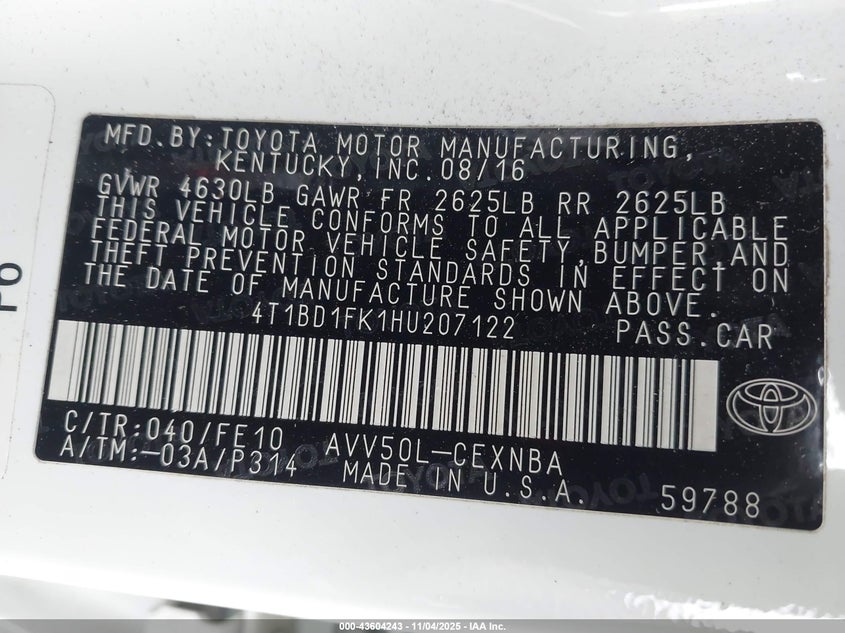 MFD.BY:TOYOTA MOTOR MANUFACTURING,
KENTUCKY,INC.08/16
GVWR 4630LB GAWR FR 2625LB RR 2625LB
THIS VEHICLE CONFORMS TO ALL APPLICABLE
FEDERAL MOTOR VEHICLE SAFETY,BUMPER,AND
THEFT PREVENTION STANDARDS IN EFFECT ON
THE DATE OF MANUFACTURE SHOWN ABOVE.
4T1BD1FK1HU207122 PASS.CAR
C/TR:040/FE10 AVV50L-CEXNBA
A/TM:-03A/P314 MADE IN U.S.A. 59788
000-43604243 - 11/04/2025 - IAA Inc.